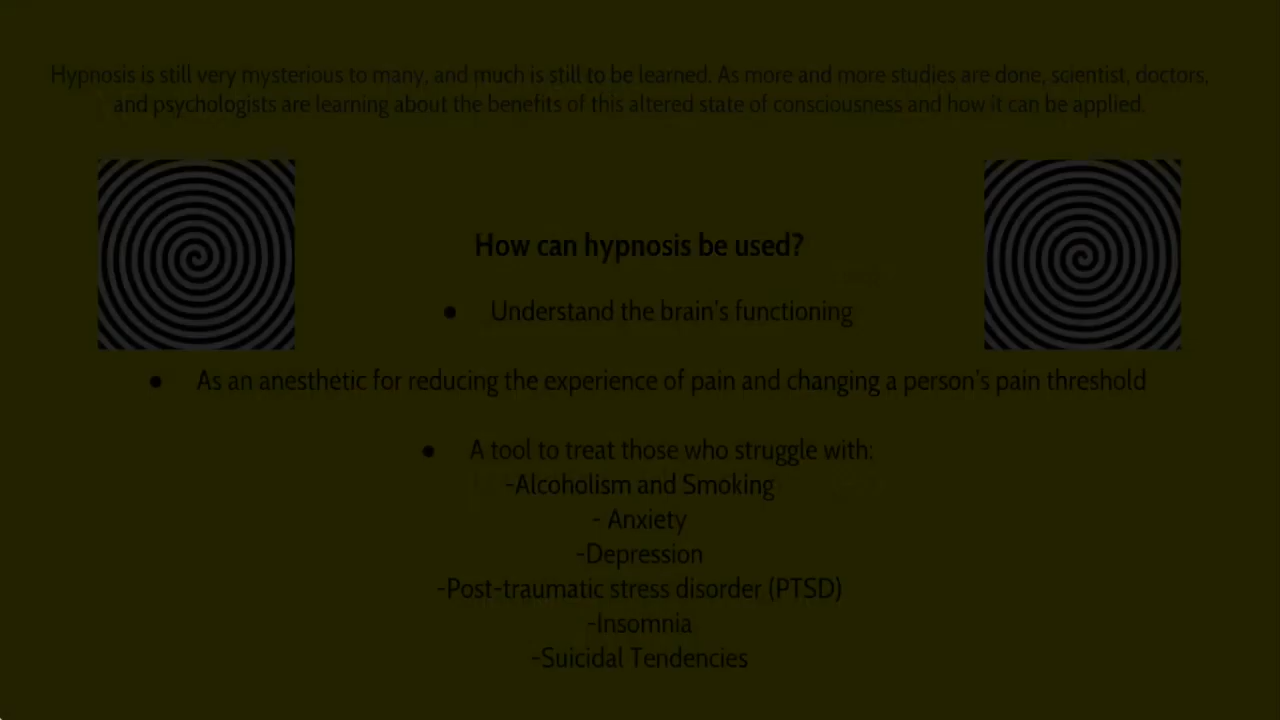 Hypnosis is still very mysterious to many, and much is still to be learned. As more and more studies are done, scientist, doctors,
and psychologists are learning about the benefits of this altered state of consciousness and how it can be applied.
How can hypnosis be used?
● Understand the brain's functioning
● As an anesthetic for reducing the experience of pain and changing a person's pain threshold
● A tool to treat those who struggle with:
-Alcoholism and Smoking
- Anxiety
-Depression
-Post-traumatic stress disorder (PTSD)
-Insomnia
-Suicidal Tendencies